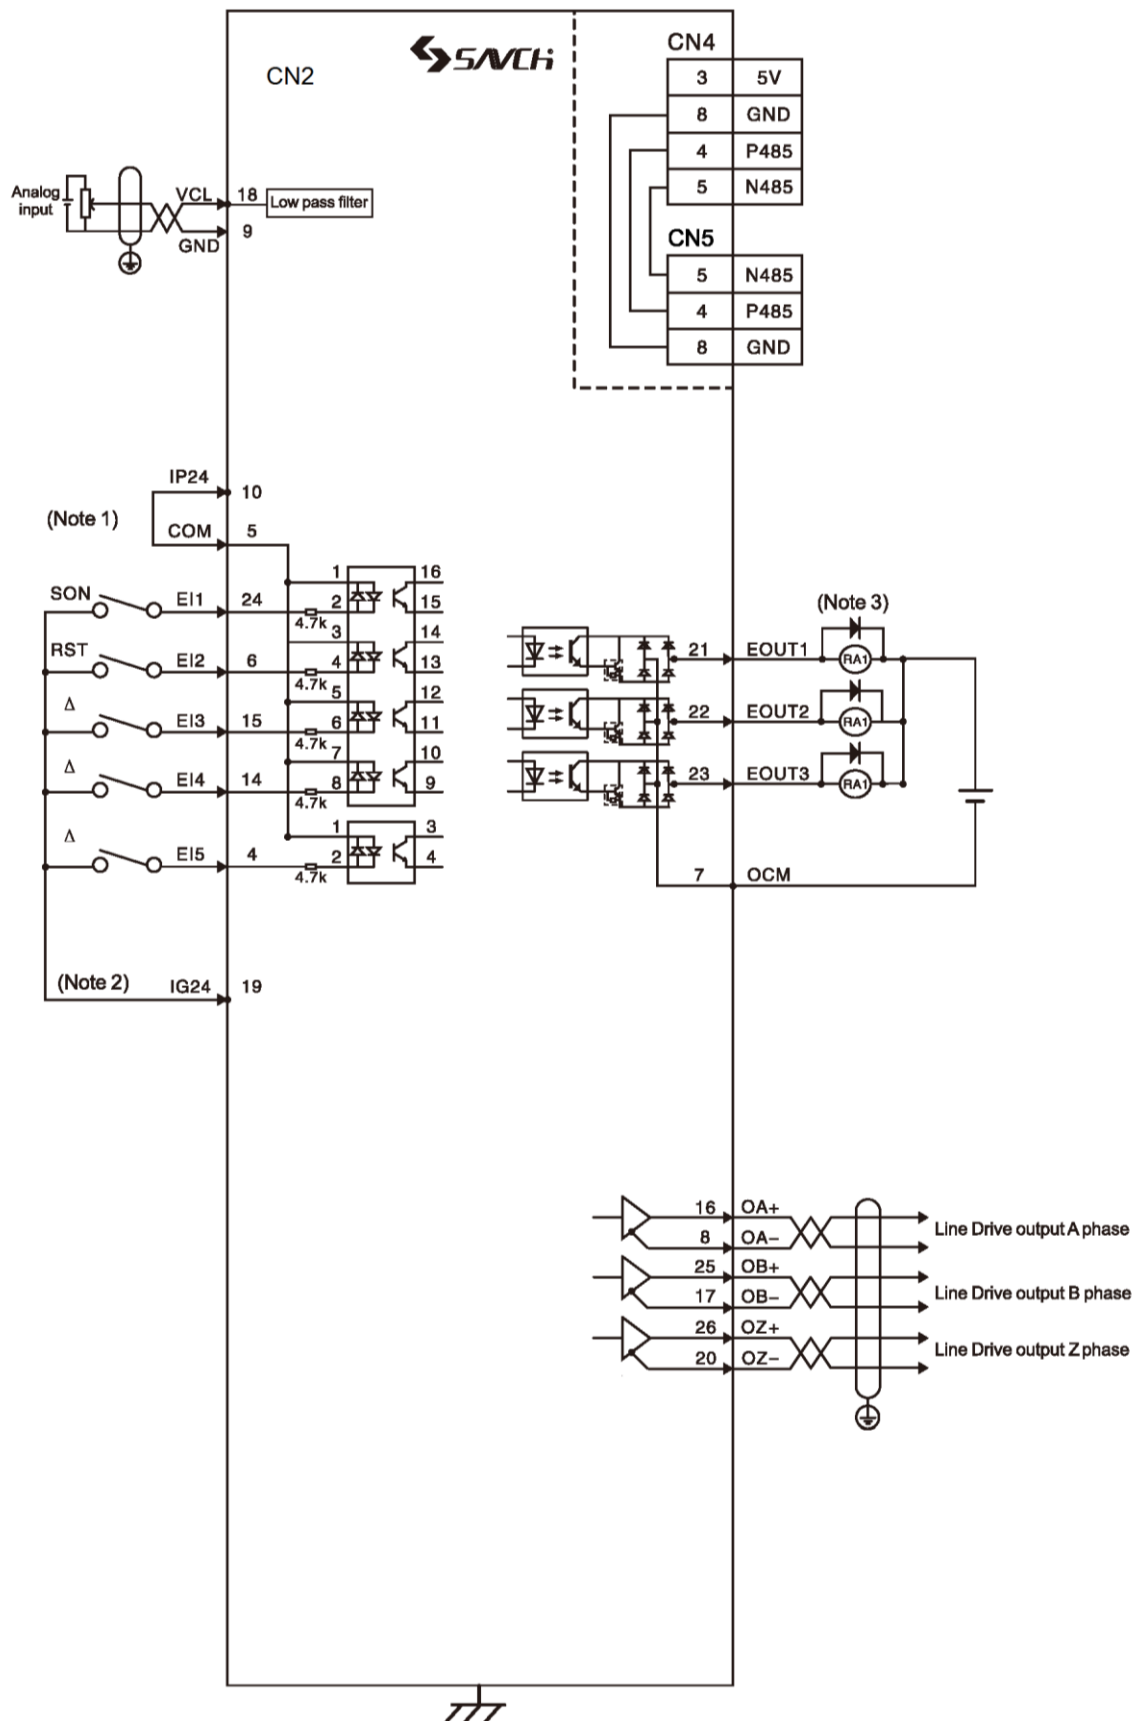 SAVCH
CN2
CN4
3 5V
8 GND
4 P485
5 N485
CN5
5 N485
4 P485
8 GND
Analog
input
VCL 18 Low pass filter
GND 9
IP24 10
(Note 1)
COM 5
SON EI1 24 4.7k 1 2 16 15
RST EI2 6 4.7k 3 4 14 13
Δ EI3 15 4.7k 5 6 12 11
Δ EI4 14 4.7k 7 8 10 9
Δ EI5 4 4.7k 1 2 3 4
(Note 2) IG24 19
(Note 3)
21 EOUT1 RA1
22 EOUT2 RA1
23 EOUT3 RA1
7 OCM
16 OA+
8 OA-
Line Drive output A phase
25 OB+
17 OB-
Line Drive output B phase
26 OZ+
20 OZ-
Line Drive output Z phase